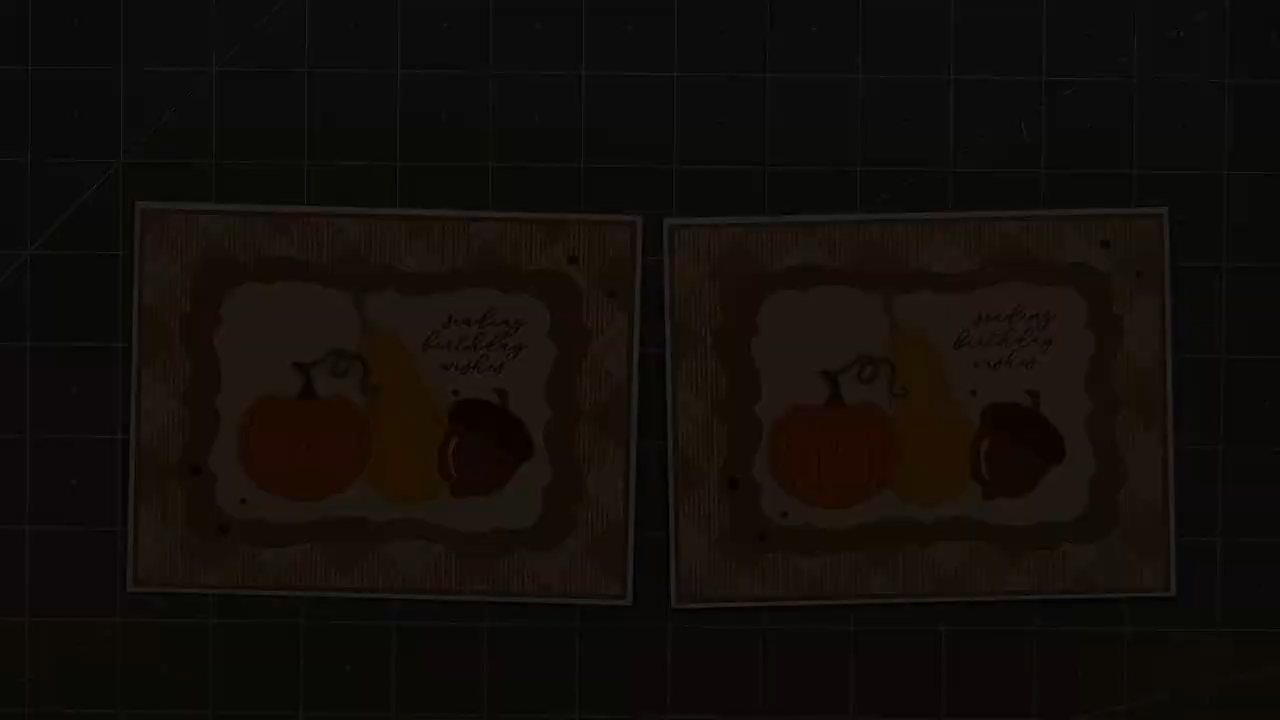 sending
birthday
wishes
sending
birthday
wishes